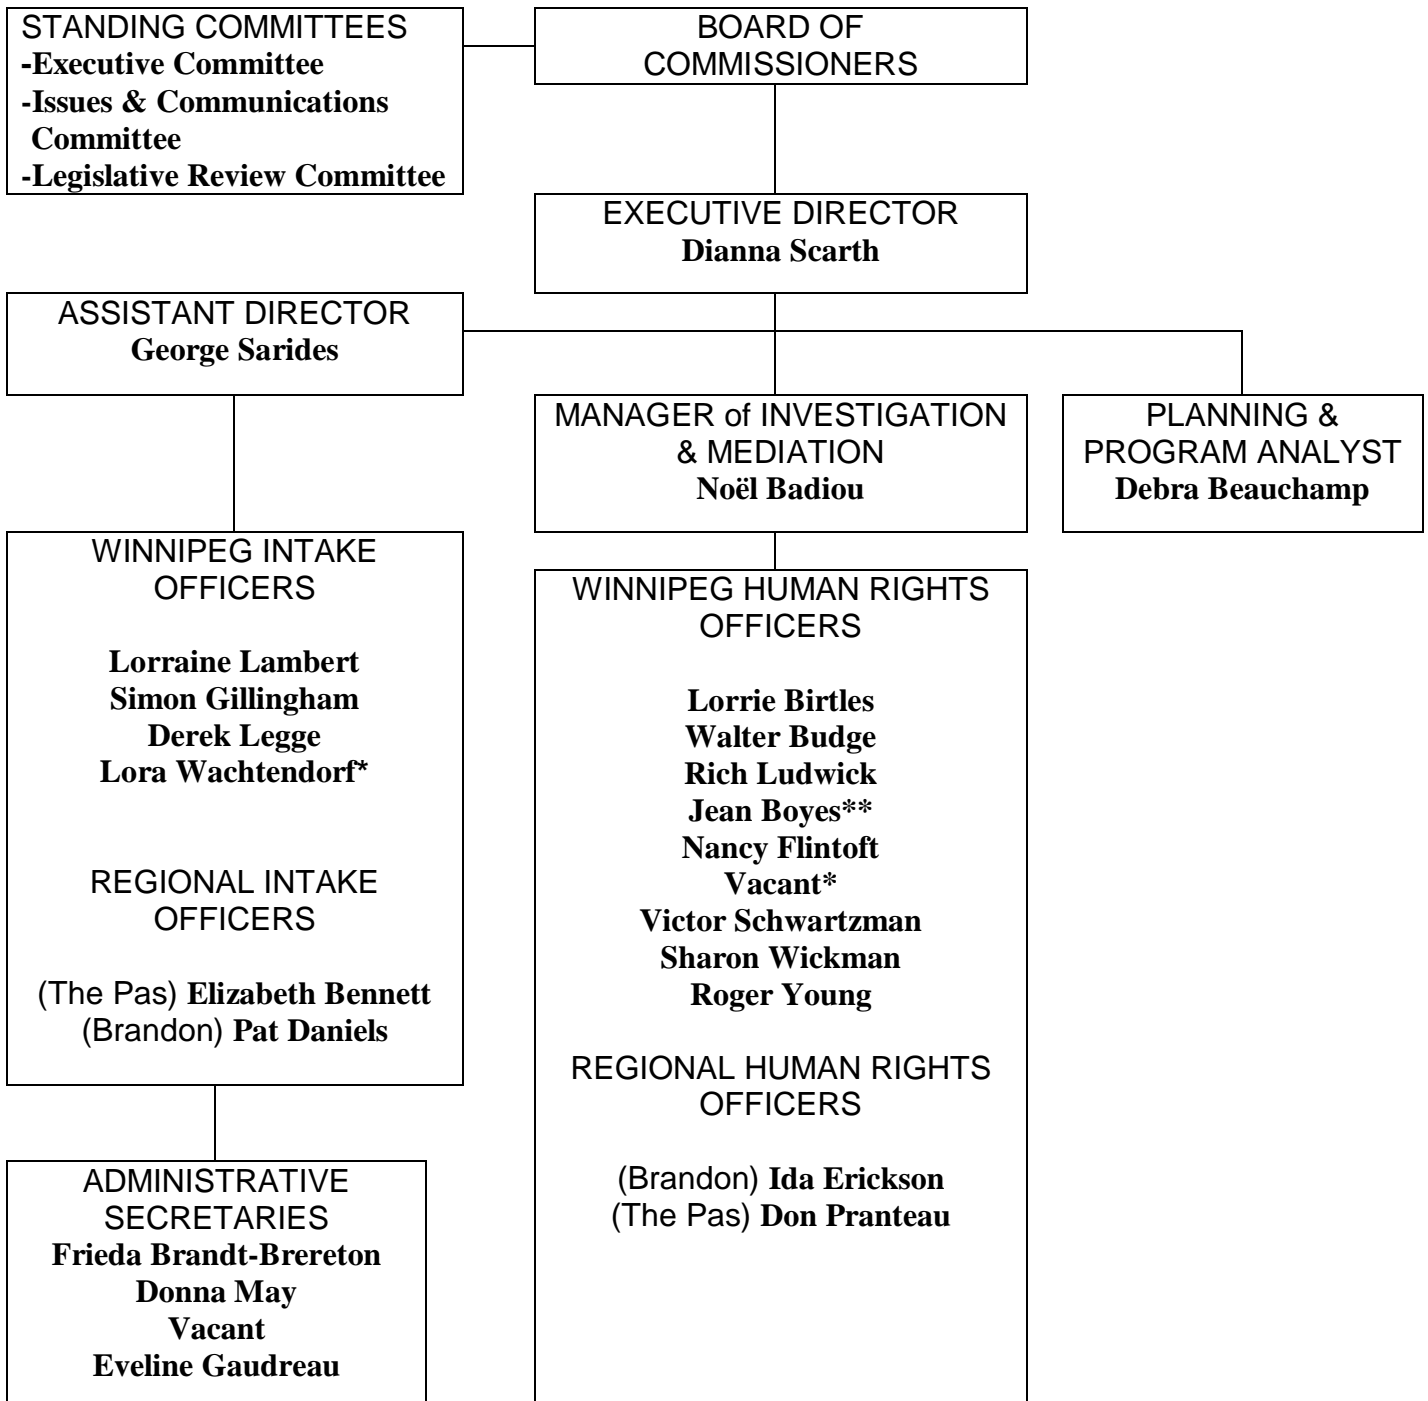 STANDING COMMITTEES
-Executive Committee
-Issues & Communications
Committee
-Legislative Review Committee
BOARD OF
COMMISSIONERS
EXECUTIVE DIRECTOR
Dianna Scarth
ASSISTANT DIRECTOR
George Sarides
MANAGER of INVESTIGATION
& MEDIATION
Noël Badiou
PLANNING &
PROGRAM ANALYST
Debra Beauchamp
WINNIPEG INTAKE
OFFICERS
Lorraine Lambert
Simon Gillingham
Derek Legge
Lora Wachtendorf*
REGIONAL INTAKE
OFFICERS
(The Pas) Elizabeth Bennett
(Brandon) Pat Daniels
WINNIPEG HUMAN RIGHTS
OFFICERS
Lorrie Birtles
Walter Budge
Rich Ludwick
Jean Boyes**
Nancy Flintoft
Vacant*
Victor Schwartzman
Sharon Wickman
Roger Young
REGIONAL HUMAN RIGHTS
OFFICERS
(Brandon) Ida Erickson
(The Pas) Don Pranteau
ADMINISTRATIVE
SECRETARIES
Frieda Brandt-Brereton
Donna May
Vacant
Eveline Gaudreau